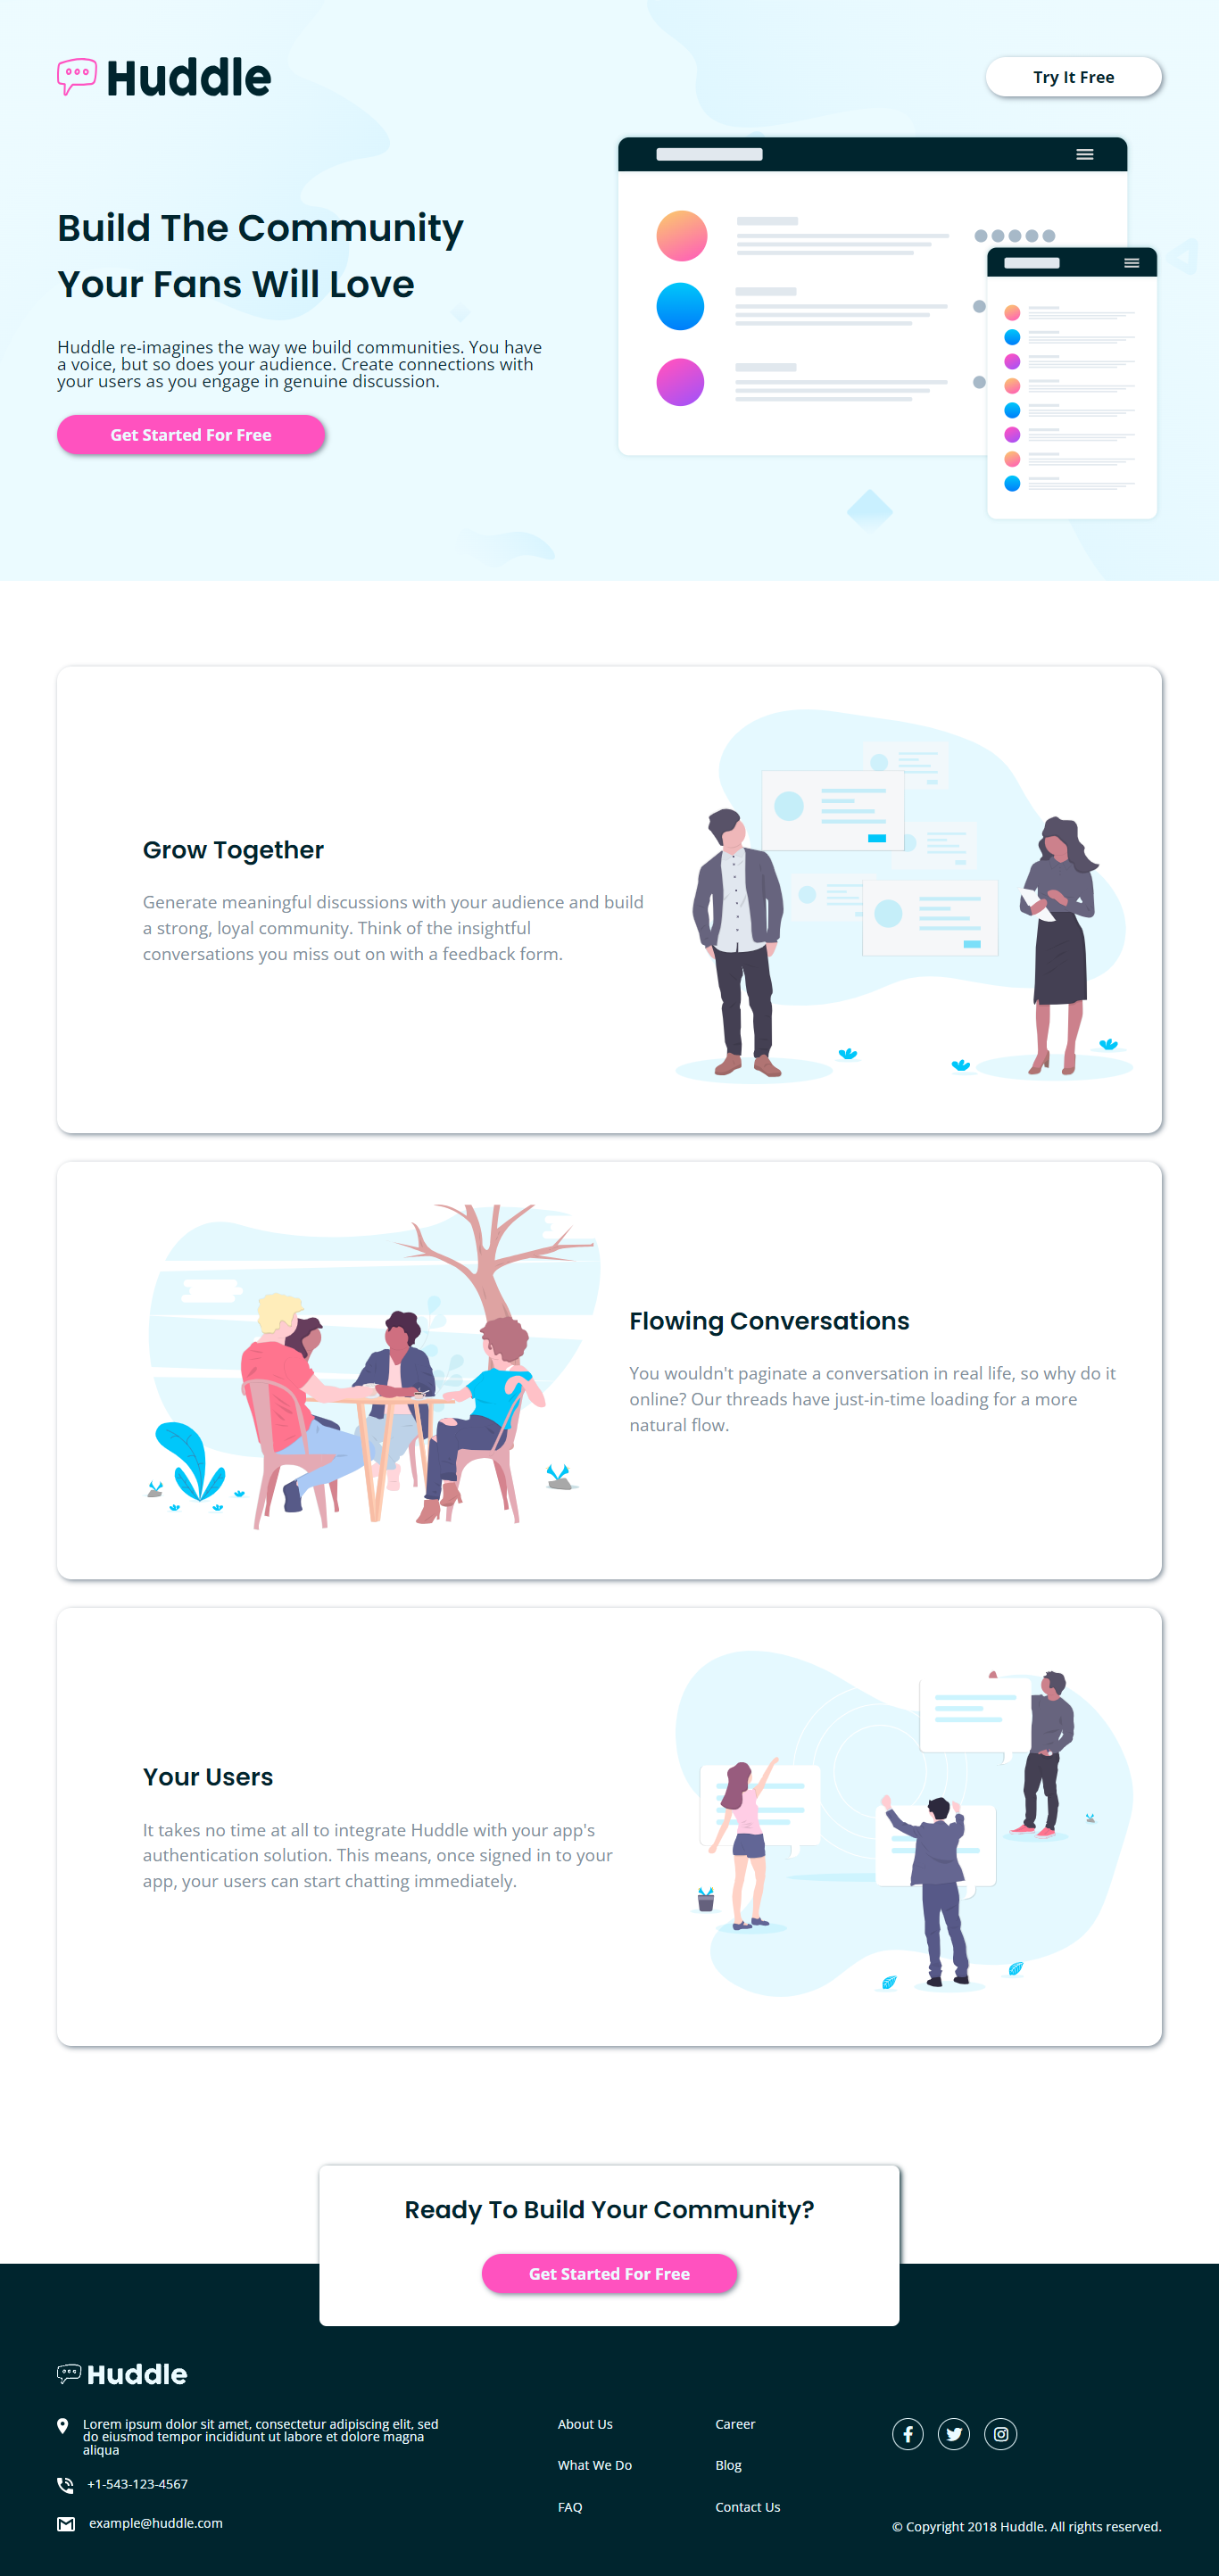 Huddle
Try It Free
Build The Community
Your Fans Will Love
Huddle re-imagines the way we build communities. You have
a voice, but so does your audience. Create connections with
your users as you engage in genuine discussion.
Get Started For Free
Grow Together
Generate meaningful discussions with your audience and build
a strong, loyal community. Think of the insightful
conversations you miss out on with a feedback form.
Flowing Conversations
You wouldn't paginate a conversation in real life, so why do it
online? Our threads have just-in-time loading for a more
natural flow.
Your Users
It takes no time at all to integrate Huddle with your app's
authentication solution. This means, once signed in to your
app, your users can start chatting immediately.
Ready To Build Your Community?
Get Started For Free
Huddle
Lorem ipsum dolor sit amet, consectetur adipiscing elit, sed
do eiusmod tempor incididunt ut labore et dolore magna
aliqua
+1-543-123-4567
example@huddle.com
About Us
What We Do
FAQ
Career
Blog
Contact Us
© Copyright 2018 Huddle. All rights reserved.